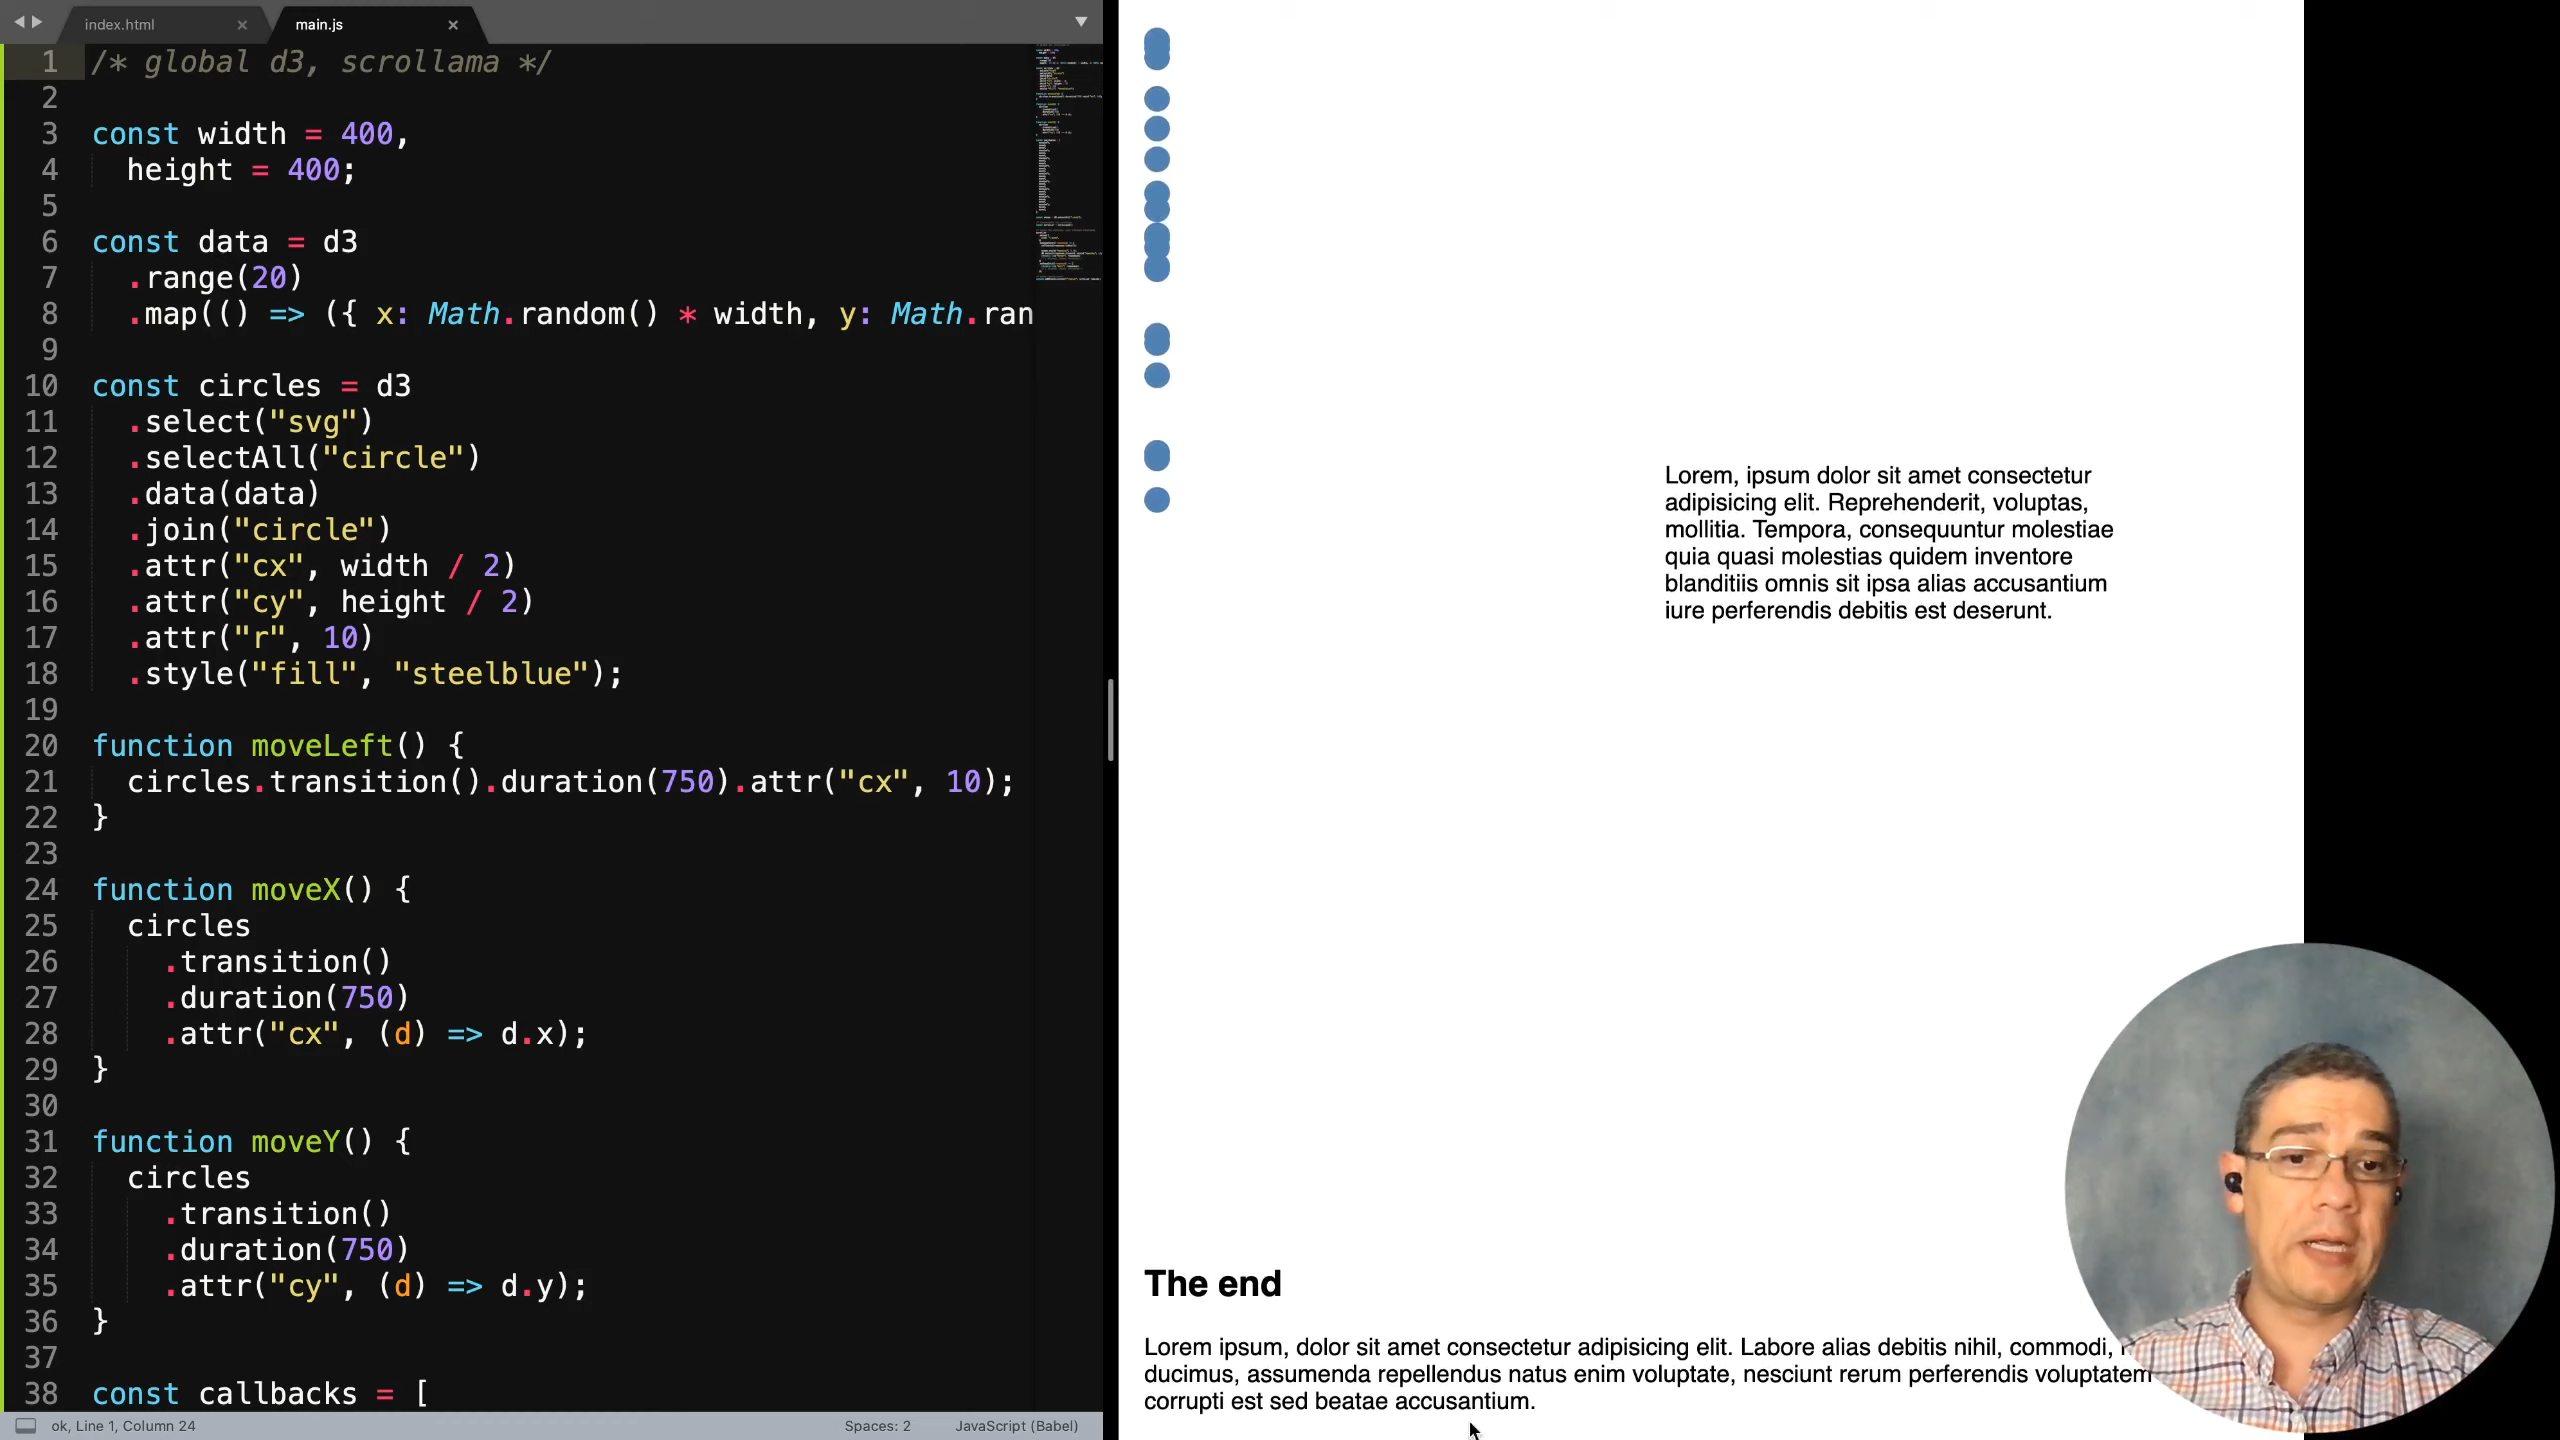 index.html ×
main.js ×
1 /* global d3, scrollama */
2
3 const width = 400,
4 height = 400;
5
6 const data = d3
7 .range(20)
8 .map(() => ({ x: Math.random() * width, y: Math.ran
9
10 const circles = d3
11 .select("svg")
12 .selectAll("circle")
13 .data(data)
14 .join("circle")
15 .attr("cx", width / 2)
16 .attr("cy", height / 2)
17 .attr("r", 10)
18 .style("fill", "steelblue");
19
20 function moveLeft() {
21 circles.transition().duration(750).attr("cx", 10);
22 }
23
24 function moveX() {
25 circles
26 .transition()
27 .duration(750)
28 .attr("cx", (d) => d.x);
29 }
30
31 function moveY() {
32 circles
33 .transition()
34 .duration(750)
35 .attr("cy", (d) => d.y);
36 }
37
38 const callbacks = [
ok, Line 1, Column 24
Spaces: 2
JavaScript (Babel)
Lorem, ipsum dolor sit amet consectetur
adipisicing elit. Reprehenderit, voluptas,
mollitia. Tempora, consequuntur molestiae
quia quasi molestias quidem inventore
blanditiis omnis sit ipsa alias accusantium
iure perferendis debitis est deserunt.
The end
Lorem ipsum, dolor sit amet consectetur adipisicing elit. Labore alias debitis nihil, commodi,
ducimus, assumenda repellendus natus enim voluptate, nesciunt rerum perferendis voluptatem
corrupti est sed beatae accusantium.